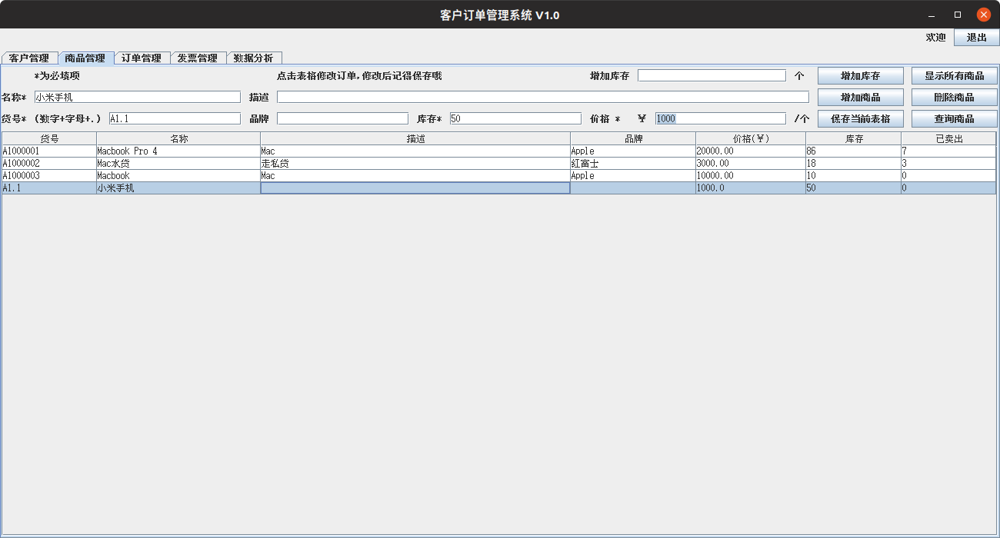 客户订单管理系统 V1.0
欢迎 退出
客户管理 商品管理 订单管理 发票管理 数据分析
*为必填项 点击表格修改订单,修改后记得保存哦 增加库存 个 增加库存 显示所有商品
名称* 小米手机 描述 增加商品 删除商品
货号* (数字+字母+.) A1.1 品牌 库存* 50 价格 * ￥ 1000 /个 保存当前表格 查询商品
货号 名称 描述 品牌 价格(￥) 库存 已卖出
A1000001 Macbook Pro 4 Mac Apple 20000.00 86 7
A1000002 Mac水货 走私货 红富士 3000.00 18 3
A1000003 Macbook Mac Apple 10000.00 10 0
A1.1 小米手机 1000.0 50 0